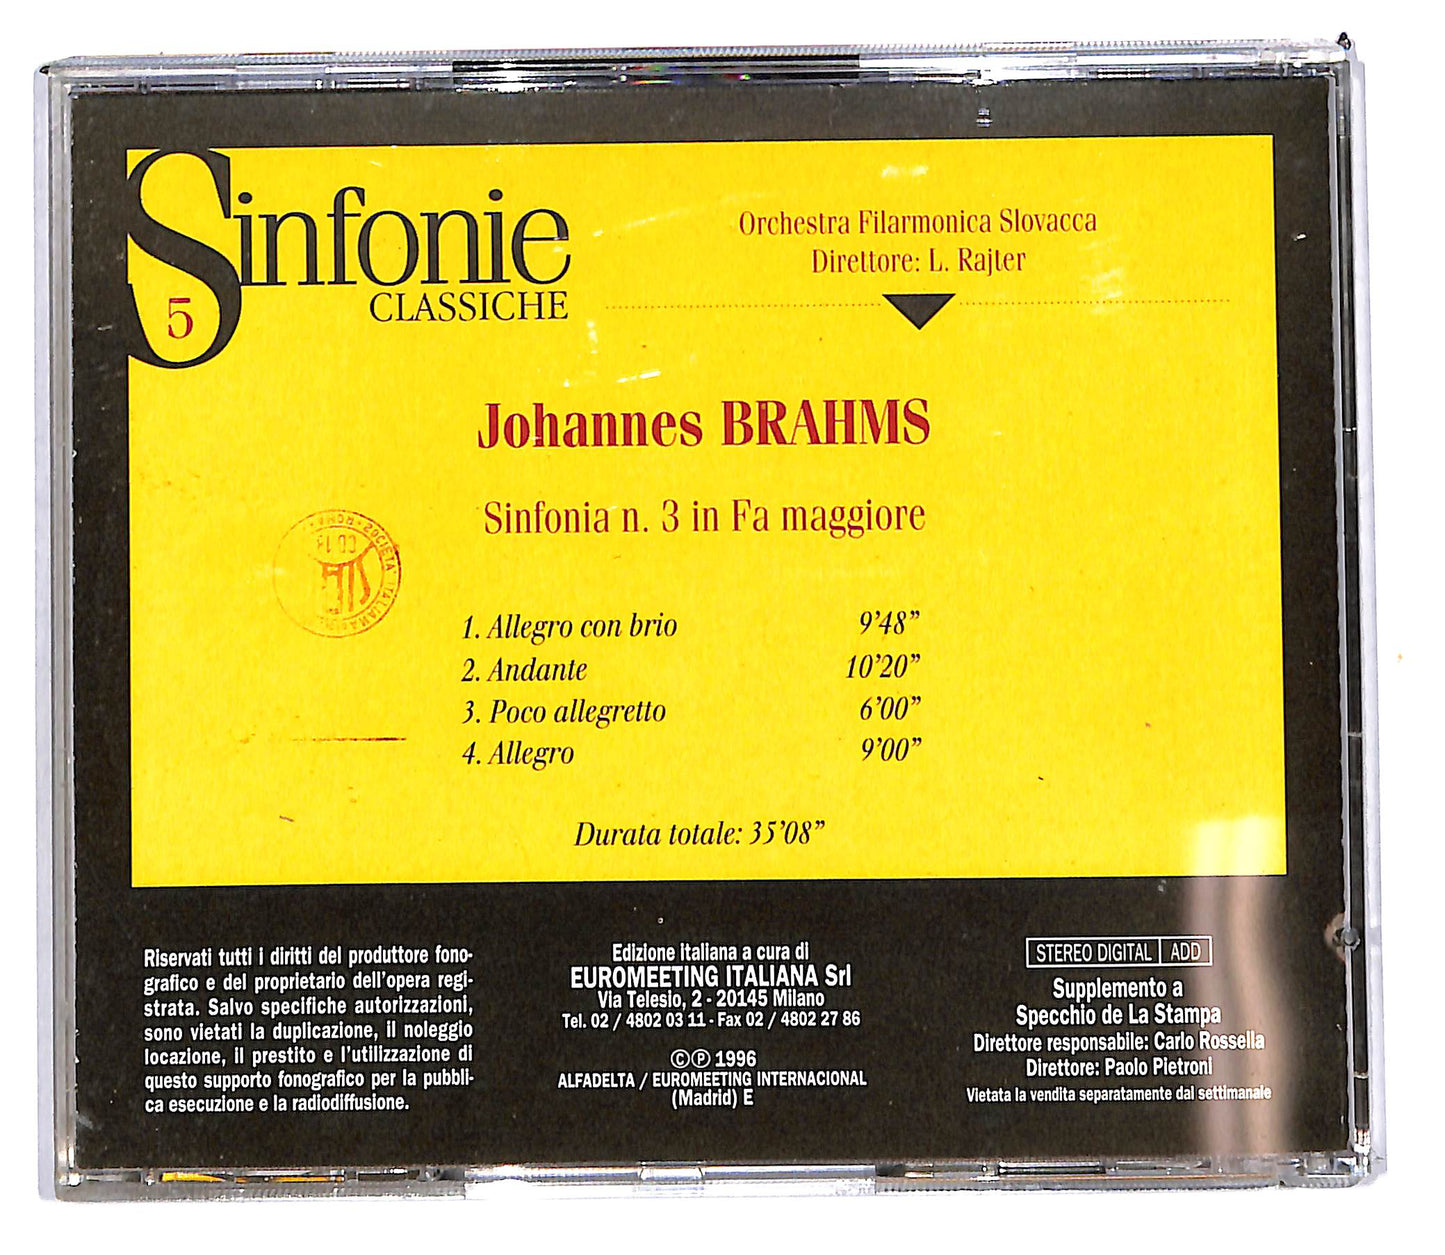 Sinfonie
CLASSICHE
5
Orchestra Filarmonica Slovacca
Direttore: L. Rajter
Johannes BRAHMS
Sinfonia n. 3 in Fa maggiore
1. Allegro con brio 9'48”
2. Andante 10'20”
3. Poco allegretto 6'00”
4. Allegro 9'00”
Durata totale: 35'08”
ROMA · SOCIETÀ ITALIANA
Riservati tutti i diritti del produttore fono-
grafico e del proprietario dell'opera regi-
strata. Salvo specifiche autorizzazioni,
sono vietati la duplicazione, il noleggio
locazione, il prestito e l'utilizzazione di
questo supporto fonografico per la pubbli-
ca esecuzione e la radiodiffusione.
Edizione italiana a cura di
EUROMEETING ITALIANA Srl
Via Telesio, 2 - 20145 Milano
Tel. 02 / 4802 03 11 - Fax 02 / 4802 27 86
©℗ 1996
ALFADELTA / EUROMEETING INTERNACIONAL
(Madrid) E
STEREO DIGITAL ADD
Supplemento a
Specchio de La Stampa
Direttore responsabile: Carlo Rossella
Direttore: Paolo Pietroni
Vietata la vendita separatamente dal settimanale